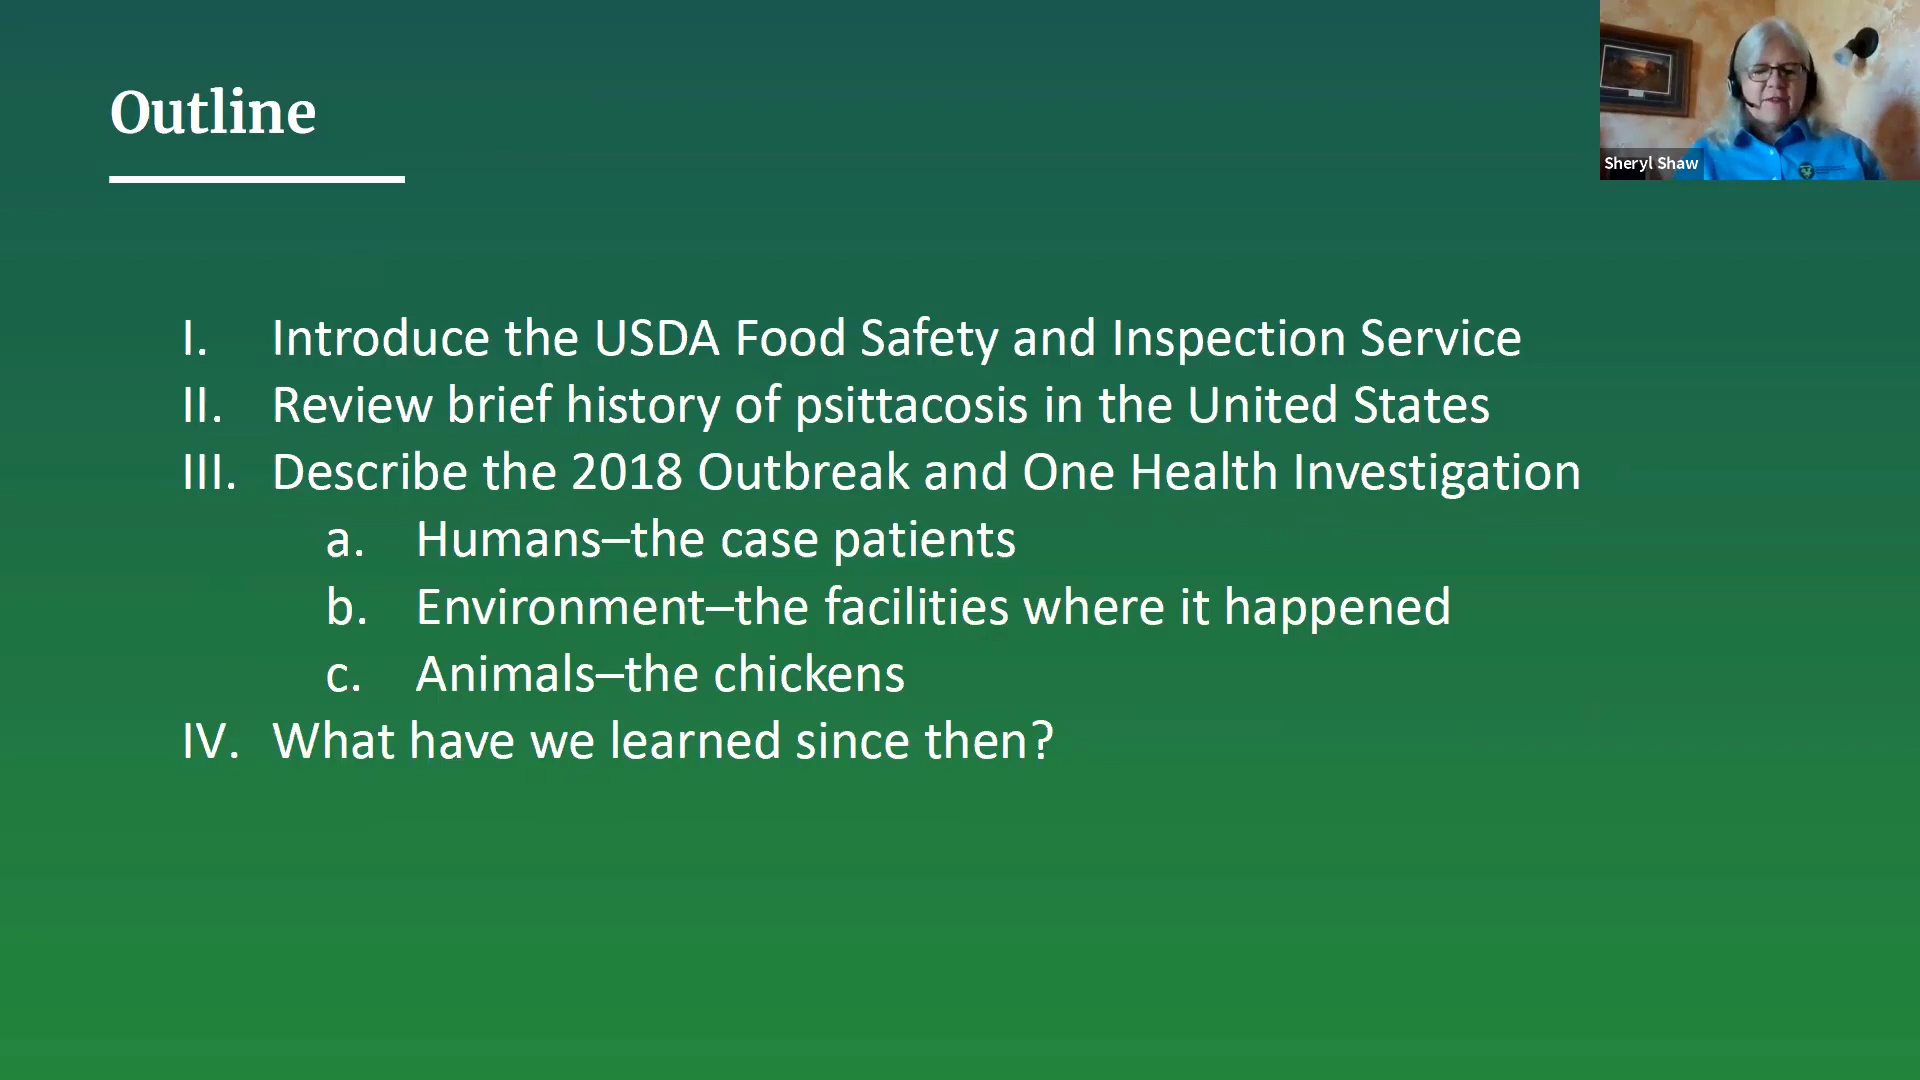 Outline
Sheryl Shaw
I. Introduce the USDA Food Safety and Inspection Service
II. Review brief history of psittacosis in the United States
III. Describe the 2018 Outbreak and One Health Investigation
a. Humans–the case patients
b. Environment–the facilities where it happened
c. Animals–the chickens
IV. What have we learned since then?